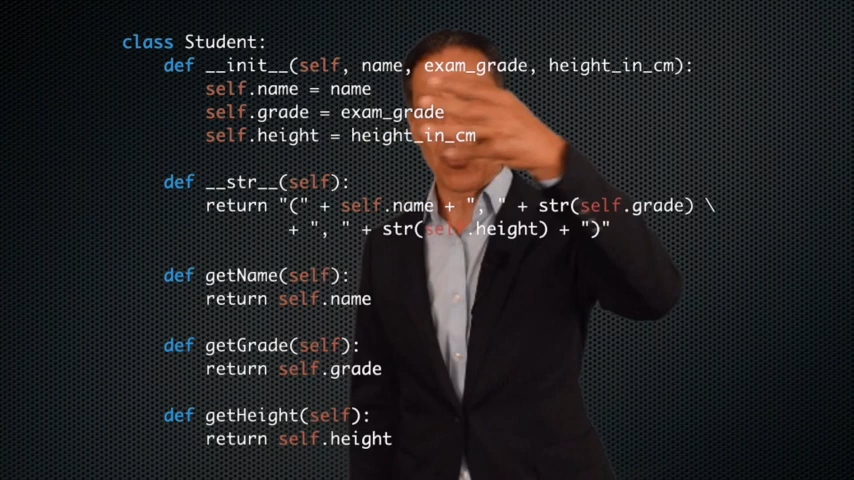 class Student:
def __init__(self, name, exam_grade, height_in_cm):
self.name = name
self.grade = exam_grade
self.height = height_in_cm
def __str__(self):
return "(" + self.name + ", " + str(self.grade) \
+ ", " + str(self.height) + ")"
def getName(self):
return self.name
def getGrade(self):
return self.grade
def getHeight(self):
return self.height